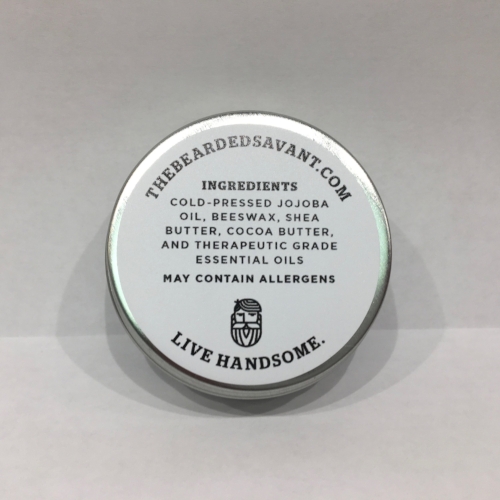 THEBEARDEDSAVANT.COM
INGREDIENTS
COLD-PRESSED JOJOBA
OIL, BEESWAX, SHEA
BUTTER, COCOA BUTTER,
AND THERAPEUTIC GRADE
ESSENTIAL OILS
MAY CONTAIN ALLERGENS
LIVE HANDSOME.